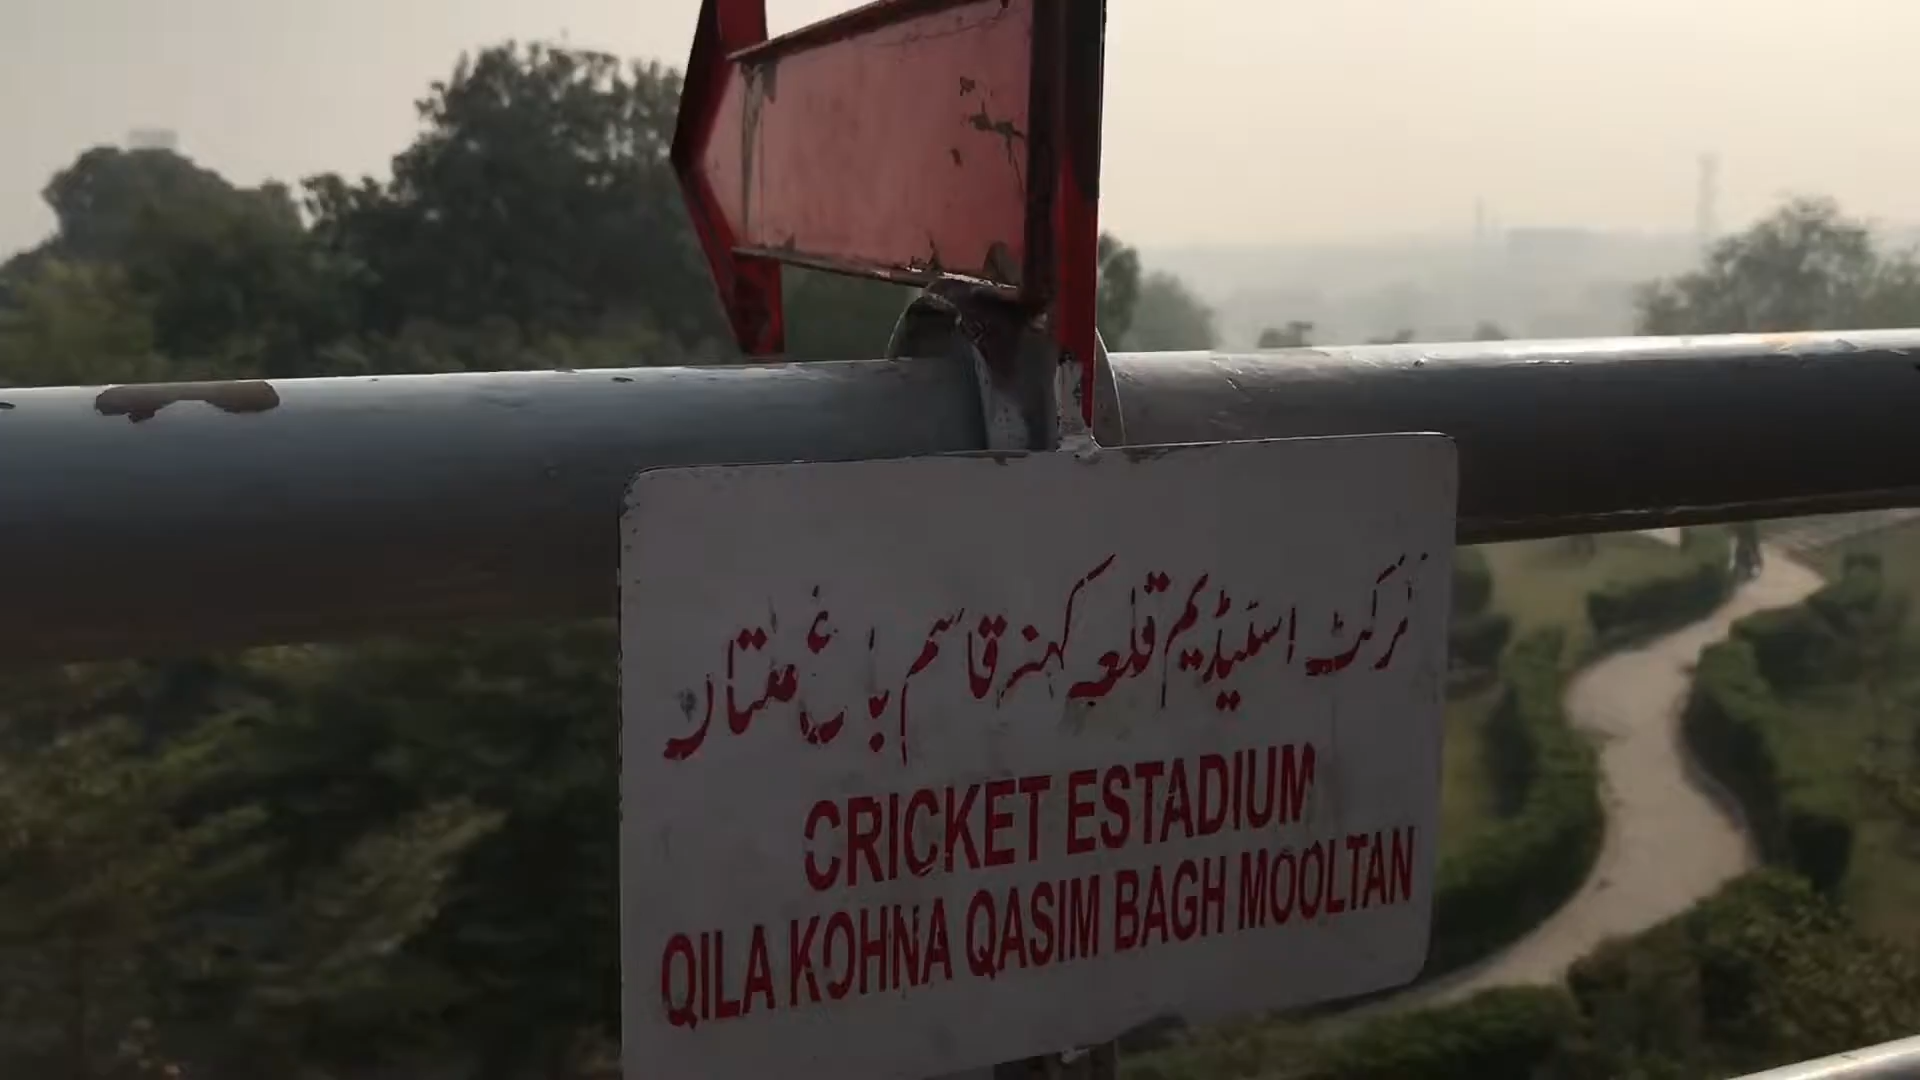 کرکٹ اسٹیڈیم قلعہ کہنہ قاسم باغ ملتان
CRICKET ESTADIUM
QILA KOHNA QASIM BAGH MOOLTAN